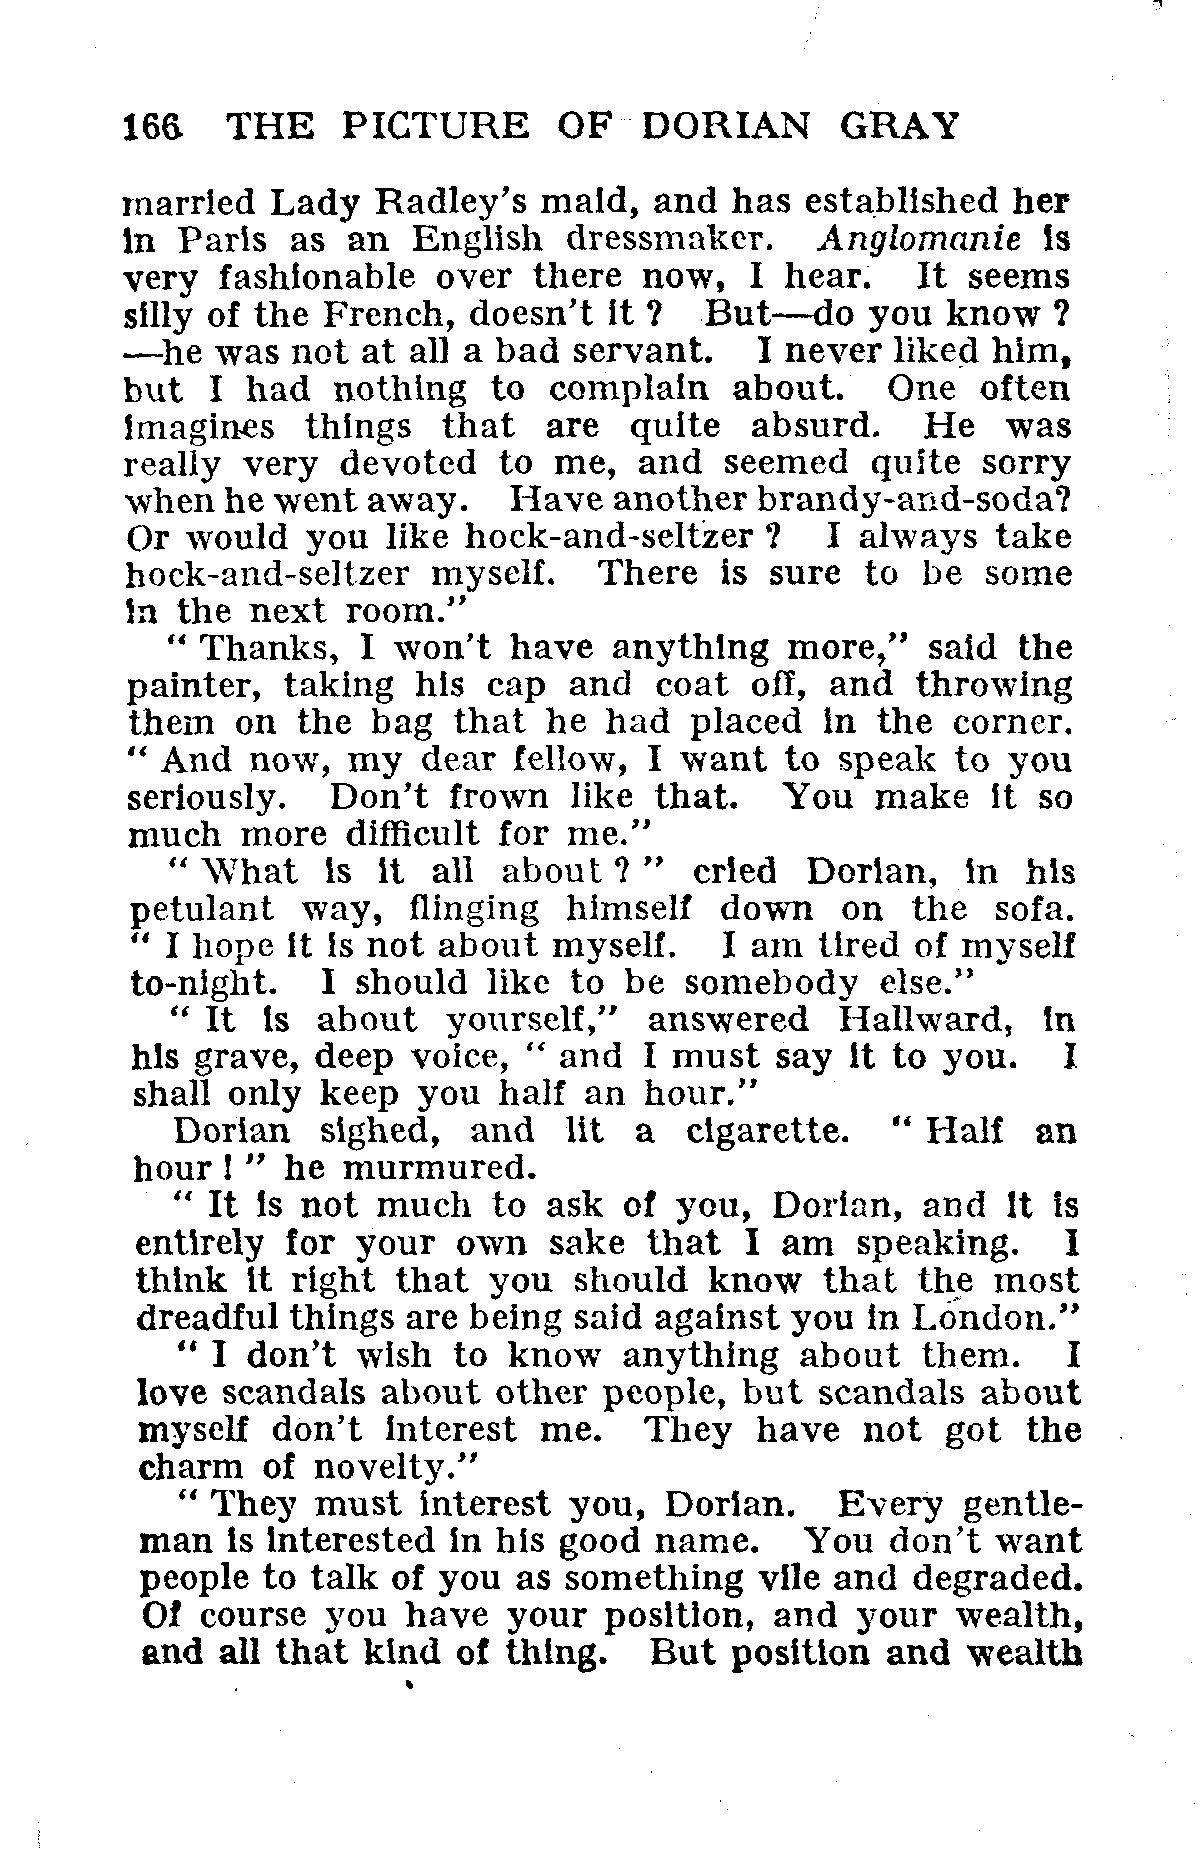 166 THE PICTURE OF DORIAN GRAY
married Lady Radley's maid, and has established her
in Paris as an English dressmaker. Anglomanie is
very fashionable over there now, I hear. It seems
silly of the French, doesn't it ? But—do you know ?
—he was not at all a bad servant. I never liked him,
but I had nothing to complain about. One often
imagines things that are quite absurd. He was
really very devoted to me, and seemed quite sorry
when he went away. Have another brandy-and-soda?
Or would you like hock-and-seltzer ? I always take
hock-and-seltzer myself. There is sure to be some
in the next room."
" Thanks, I won't have anything more," said the
painter, taking his cap and coat off, and throwing
them on the bag that he had placed in the corner.
" And now, my dear fellow, I want to speak to you
seriously. Don't frown like that. You make it so
much more difficult for me."
" What is it all about ? " cried Dorian, in his
petulant way, flinging himself down on the sofa.
" I hope it is not about myself. I am tired of myself
to-night. I should like to be somebody else."
" It is about yourself," answered Hallward, in
his grave, deep voice, " and I must say it to you. I
shall only keep you half an hour."
Dorian sighed, and lit a cigarette. " Half an
hour ! " he murmured.
" It is not much to ask of you, Dorian, and it is
entirely for your own sake that I am speaking. I
think it right that you should know that the most
dreadful things are being said against you in London."
" I don't wish to know anything about them. I
love scandals about other people, but scandals about
myself don't interest me. They have not got the
charm of novelty."
" They must interest you, Dorian. Every gentle-
man is interested in his good name. You don't want
people to talk of you as something vile and degraded.
Of course you have your position, and your wealth,
and all that kind of thing. But position and wealth